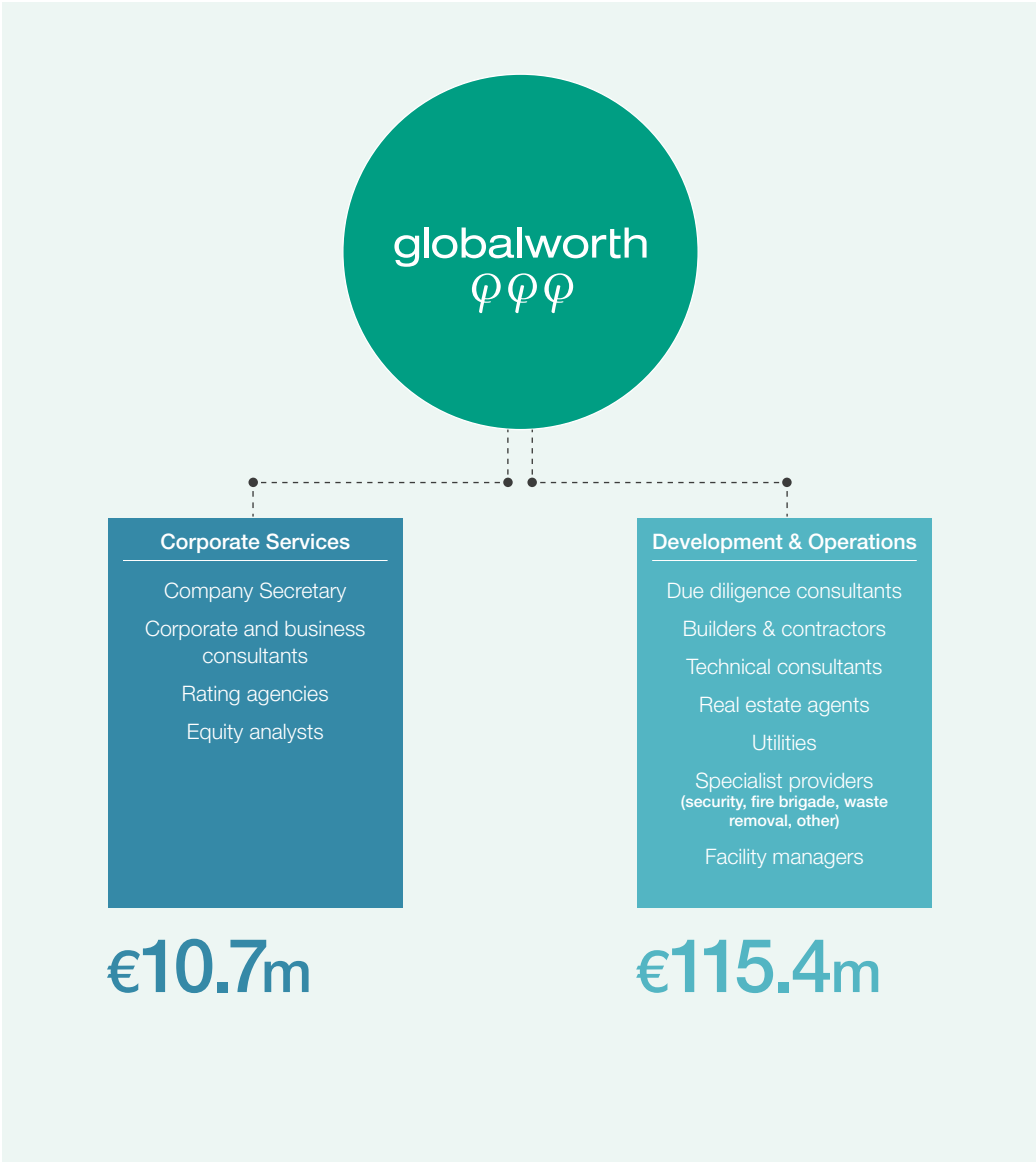 globalworth
Corporate Services
Company Secretary
Corporate and business
consultants
Rating agencies
Equity analysts
€10.7m
Development & Operations
Due diligence consultants
Builders & contractors
Technical consultants
Real estate agents
Utilities
Specialist providers
(security, fire brigade, waste
removal, other)
Facility managers
€115.4m